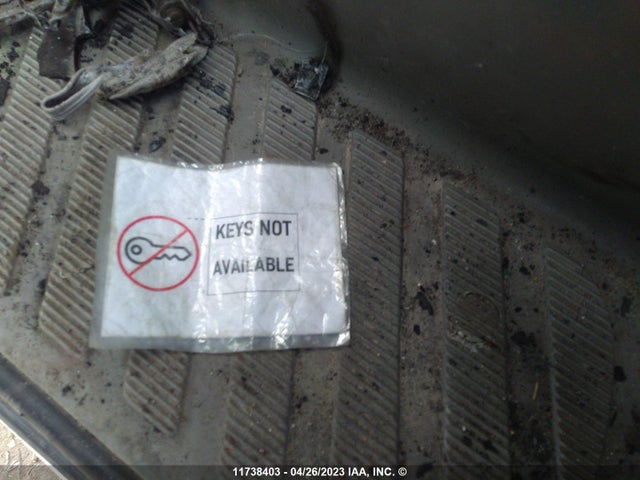 KEYS NOT
AVAILABLE
11738403 - 04/26/2023 IAA, INC. ©